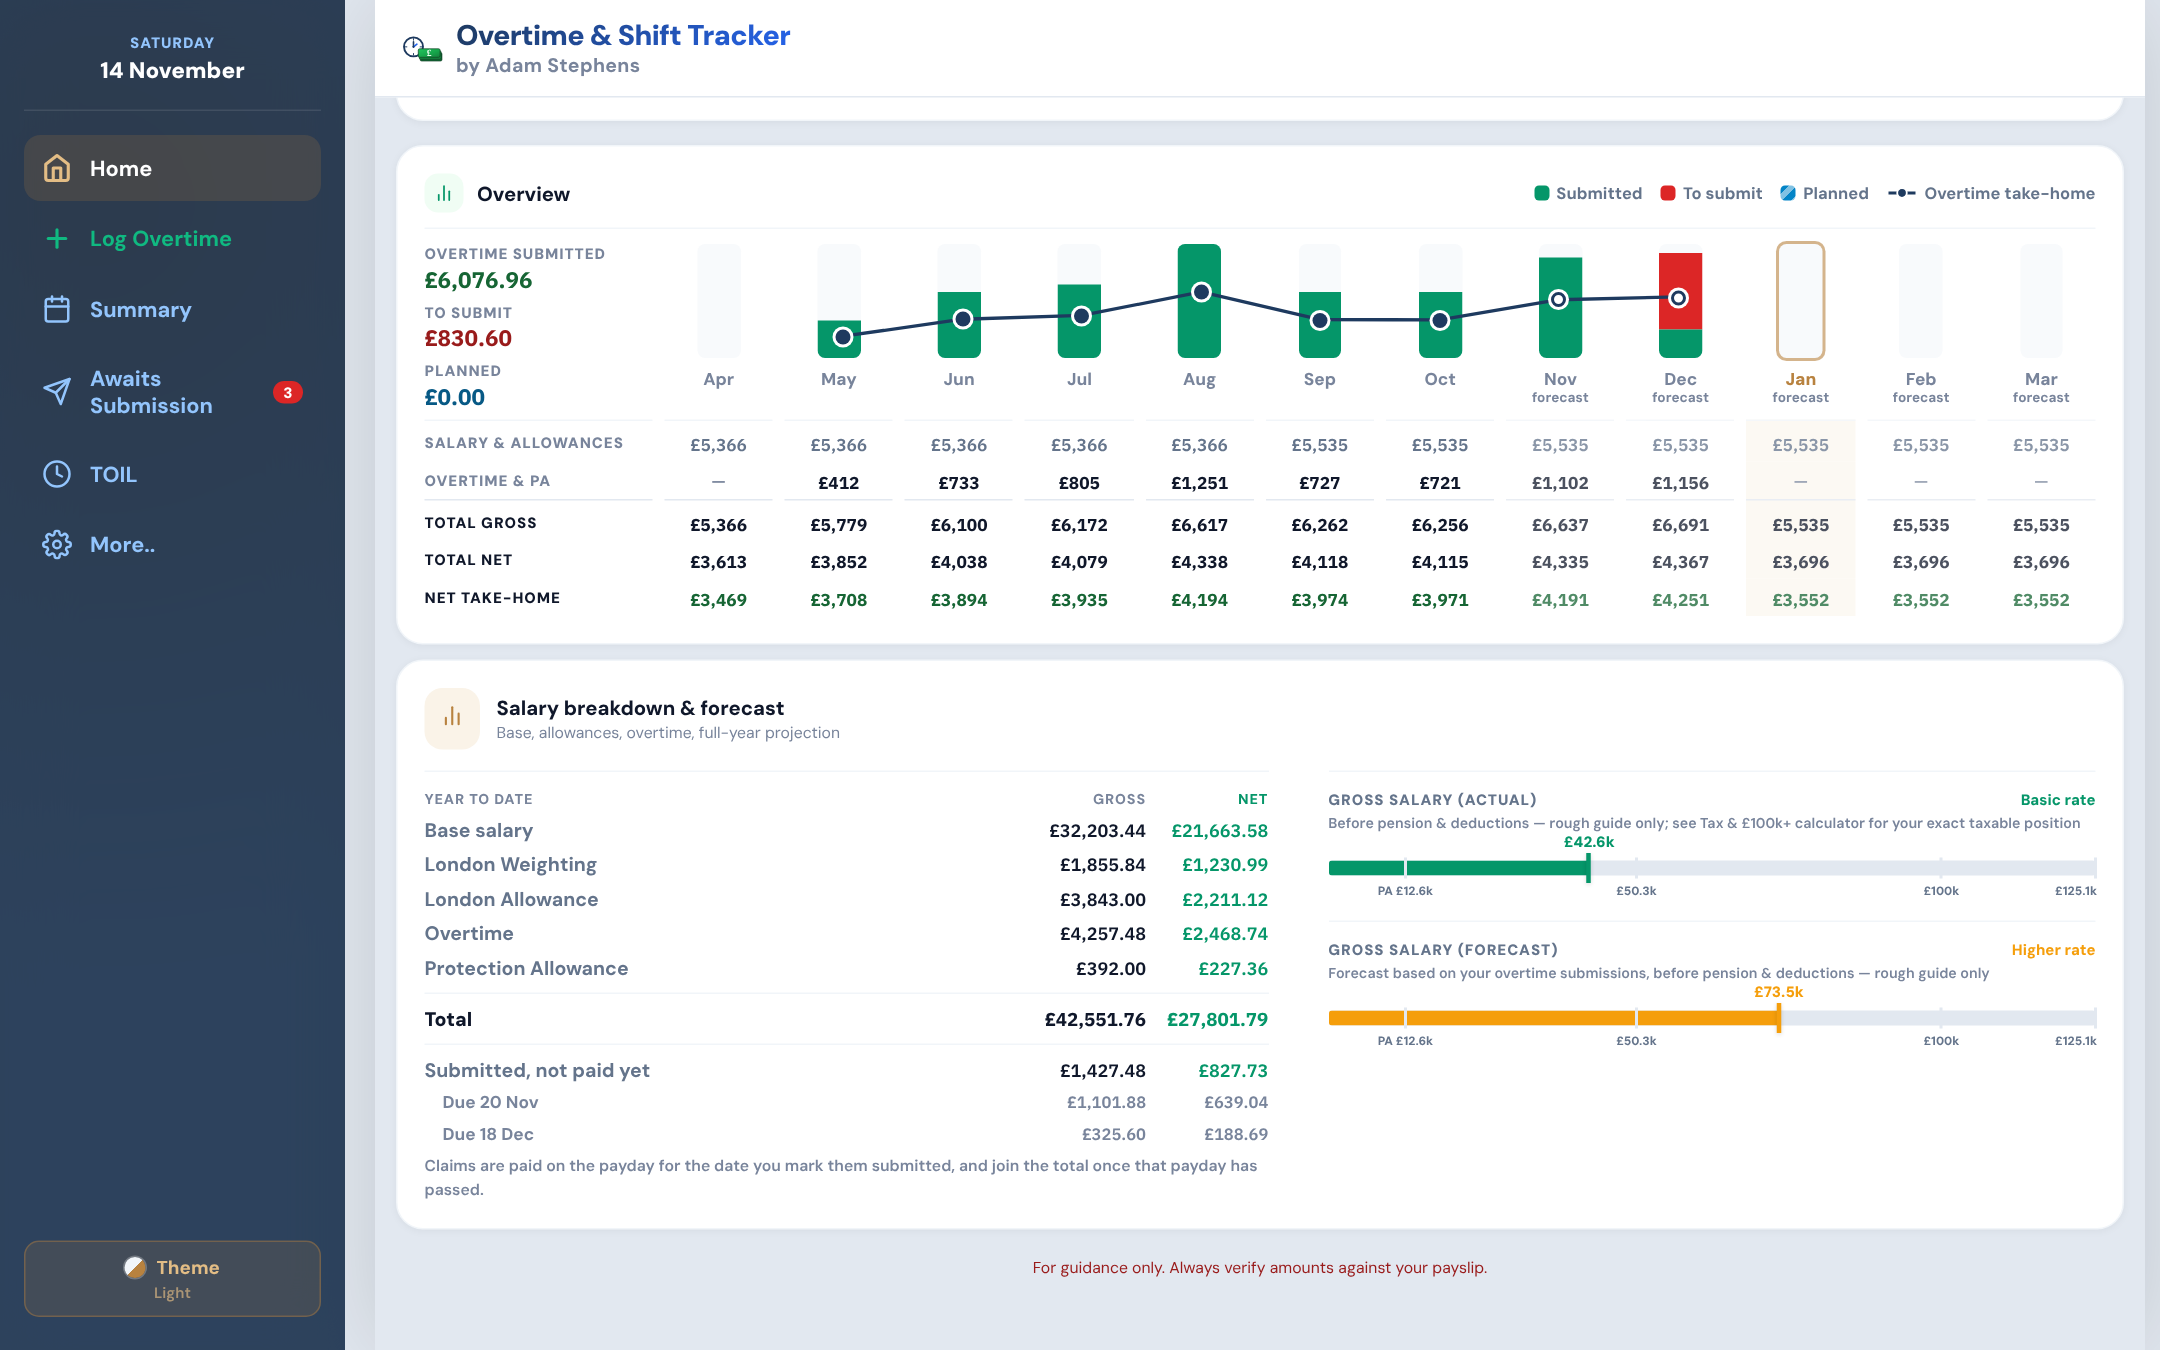 SATURDAY
14 November
Home
Log Overtime
Summary
Awaits
Submission
3
TOIL
More..
Theme
Light
£
Overtime & Shift Tracker
by Adam Stephens
Overview
Submitted To submit Planned Overtime take-home
OVERTIME SUBMITTED
£6,076.96
TO SUBMIT
£830.60
PLANNED
£0.00
Apr May Jun Jul Aug Sep Oct Nov Dec Jan Feb Mar
forecast forecast forecast forecast forecast
SALARY & ALLOWANCES £5,366 £5,366 £5,366 £5,366 £5,366 £5,535 £5,535 £5,535 £5,535 £5,535 £5,535 £5,535
OVERTIME & PA — £412 £733 £805 £1,251 £727 £721 £1,102 £1,156 — — —
TOTAL GROSS £5,366 £5,779 £6,100 £6,172 £6,617 £6,262 £6,256 £6,637 £6,691 £5,535 £5,535 £5,535
TOTAL NET £3,613 £3,852 £4,038 £4,079 £4,338 £4,118 £4,115 £4,335 £4,367 £3,696 £3,696 £3,696
NET TAKE-HOME £3,469 £3,708 £3,894 £3,935 £4,194 £3,974 £3,971 £4,191 £4,251 £3,552 £3,552 £3,552
Salary breakdown & forecast
Base, allowances, overtime, full-year projection
YEAR TO DATE GROSS NET
Base salary £32,203.44 £21,663.58
London Weighting £1,855.84 £1,230.99
London Allowance £3,843.00 £2,211.12
Overtime £4,257.48 £2,468.74
Protection Allowance £392.00 £227.36
Total £42,551.76 £27,801.79
Submitted, not paid yet £1,427.48 £827.73
Due 20 Nov £1,101.88 £639.04
Due 18 Dec £325.60 £188.69
Claims are paid on the payday for the date you mark them submitted, and join the total once that payday has
passed.
GROSS SALARY (ACTUAL) Basic rate
Before pension & deductions — rough guide only; see Tax & £100k+ calculator for your exact taxable position
£42.6k
PA £12.6k £50.3k £100k £125.1k
GROSS SALARY (FORECAST) Higher rate
Forecast based on your overtime submissions, before pension & deductions — rough guide only
£73.5k
PA £12.6k £50.3k £100k £125.1k
For guidance only. Always verify amounts against your payslip.